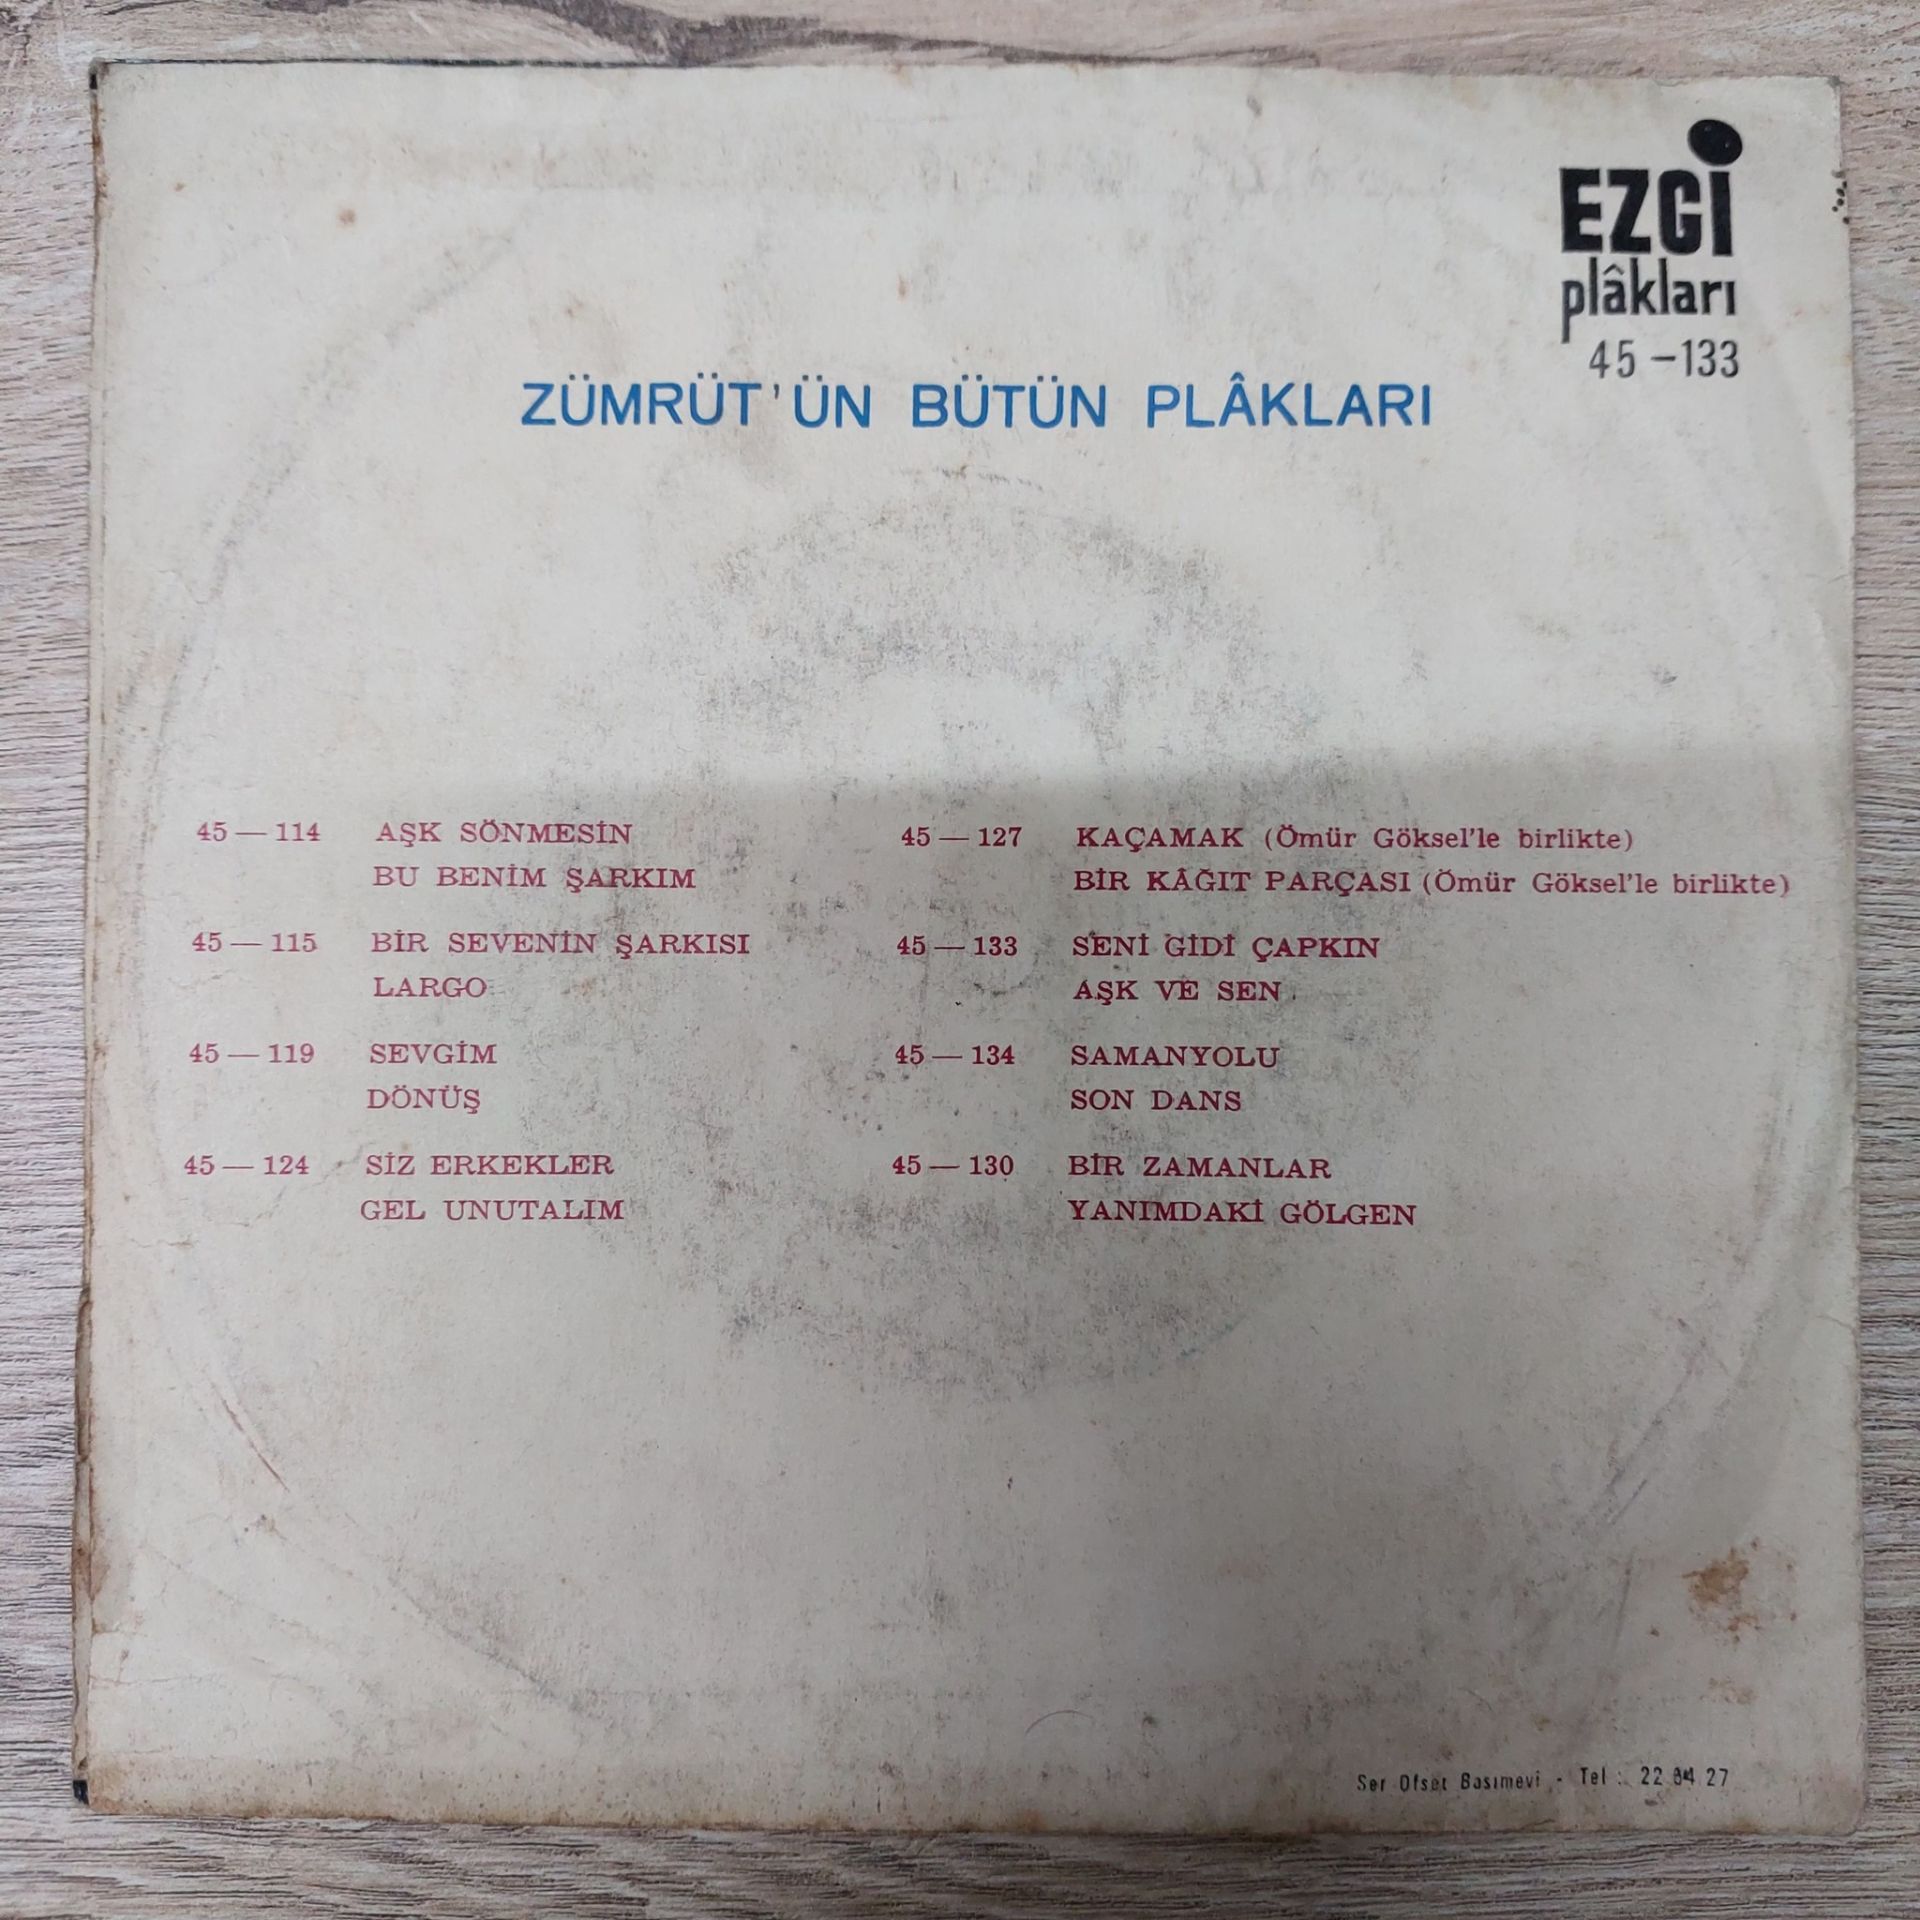 EZGİ
plâkları
45 - 133
ZÜMRÜT'ÜN BÜTÜN PLÂKLARI
45 — 114 AŞK SÖNMESİN
BU BENİM ŞARKIM
45 — 115 BİR SEVENİN ŞARKISI
LARGO
45 — 119 SEVGİM
DÖNÜŞ
45 — 124 SİZ ERKEKLER
GEL UNUTALIM
45 — 127 KAÇAMAK (Ömür Göksel'le birlikte)
BİR KÂĞIT PARÇASI (Ömür Göksel'le birlikte)
45 — 133 SENİ GİDİ ÇAPKIN
AŞK VE SEN
45 — 134 SAMANYOLU
SON DANS
45 — 130 BİR ZAMANLAR
YANIMDAKİ GÖLGEN
Ser Ofset Basımevi - Tel : 22 27